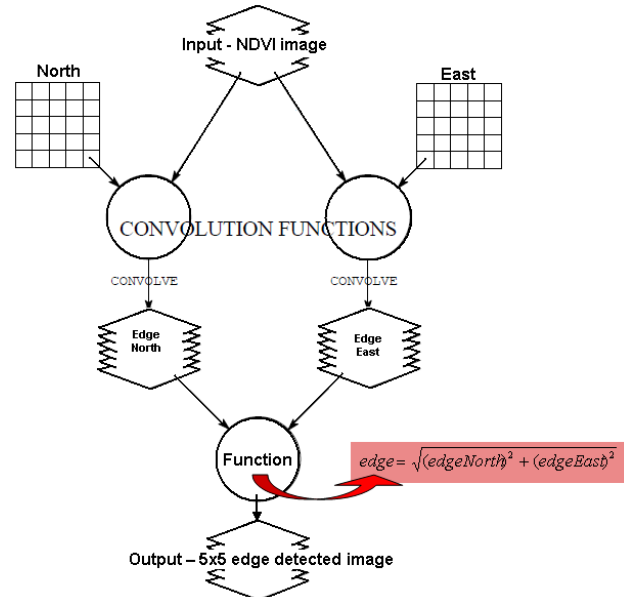 Input - NDVI image
North
East
CONVOLUTION FUNCTIONS
CONVOLVE
CONVOLVE
Edge
North
Edge
East
Function
edge = √(edgeNorth)² + (edgeEast)²
Output – 5x5 edge detected image